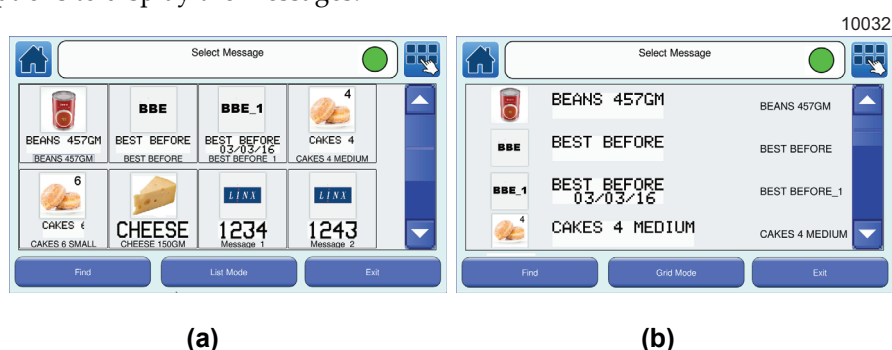 10032
Select Message
BBE
BBE_1
4
BEANS 457GM
BEST BEFORE
BEST BEFORE
03/03/16
CAKES 4
BEANS 457GM
BEST BEFORE
BEST BEFORE 1
CAKES 4 MEDIUM
6
LINX
LINX
CAKES 6
CHEESE
1234
1243
CAKES 6 SMALL
CHEESE 150GM
Message 1
Message 2
Find
List Mode
Exit
(a)
Select Message
BEANS 457GM
BEANS 457GM
BBE
BEST BEFORE
BEST BEFORE
BBE_1
BEST BEFORE
03/03/16
BEST BEFORE_1
4
CAKES 4 MEDIUM
CAKES 4 MEDIUM
Find
Grid Mode
Exit
(b)